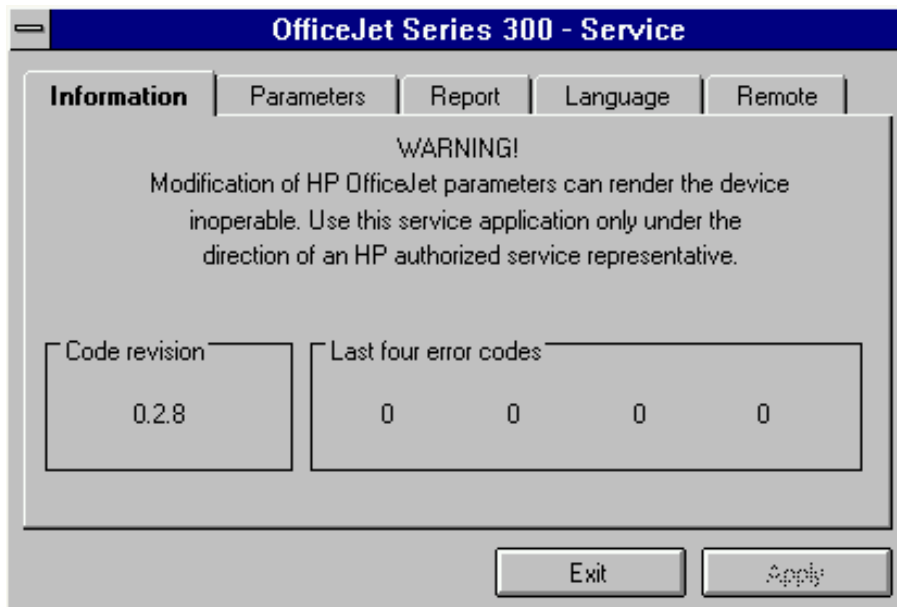 OfficeJet Series 300 - Service
Information Parameters Report Language Remote
WARNING!
Modification of HP OfficeJet parameters can render the device
inoperable. Use this service application only under the
direction of an HP authorized service representative.
Code revision Last four error codes
0.2.8 0 0 0 0
Exit Apply